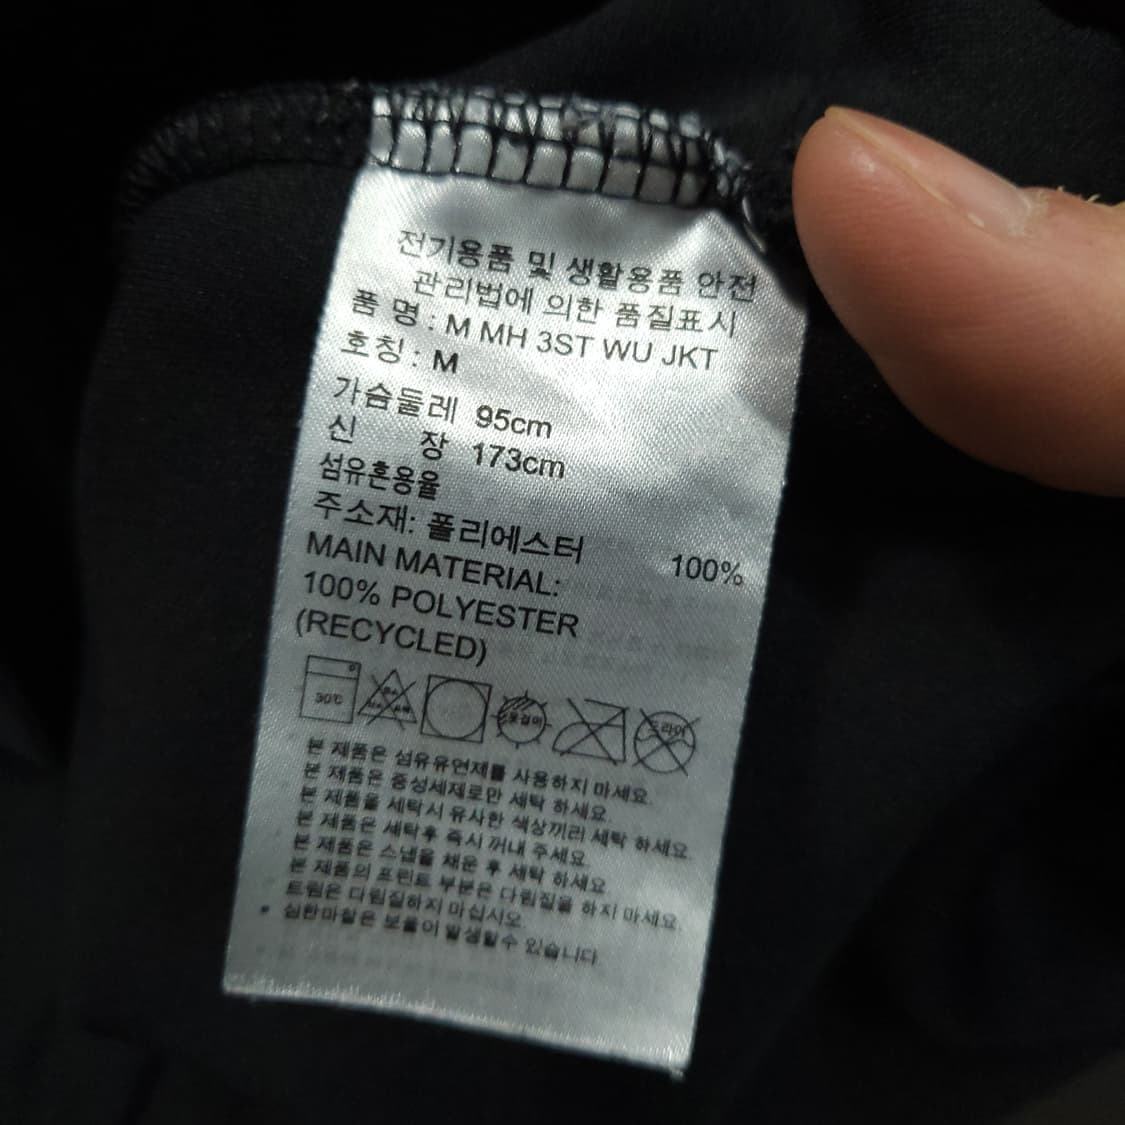 전기용품 및 생활용품 안전
관리법에 의한 품질표시
품 명 : M MH 3ST WU JKT
호칭 : M
가슴둘레 95cm
신 장 173cm
섬유혼용율
주소재: 폴리에스터 100%
MAIN MATERIAL:
100% POLYESTER
(RECYCLED)
30℃ 옷걸이 드라이
본 제품은 섬유유연제를 사용하지 마세요.
본 제품은 중성세제로만 세탁 하세요.
본 제품을 세탁시 유사한 색상끼리 세탁 하세요.
본 제품은 세탁후 즉시 꺼내 주세요.
본 제품은 스냅을 채운 후 세탁 하세요.
본 제품의 프린트 부분은 다림질을 하지 마세요.
트림은 다림질하지 마십시오.
심한마찰은 보풀이 발생할수 있습니다